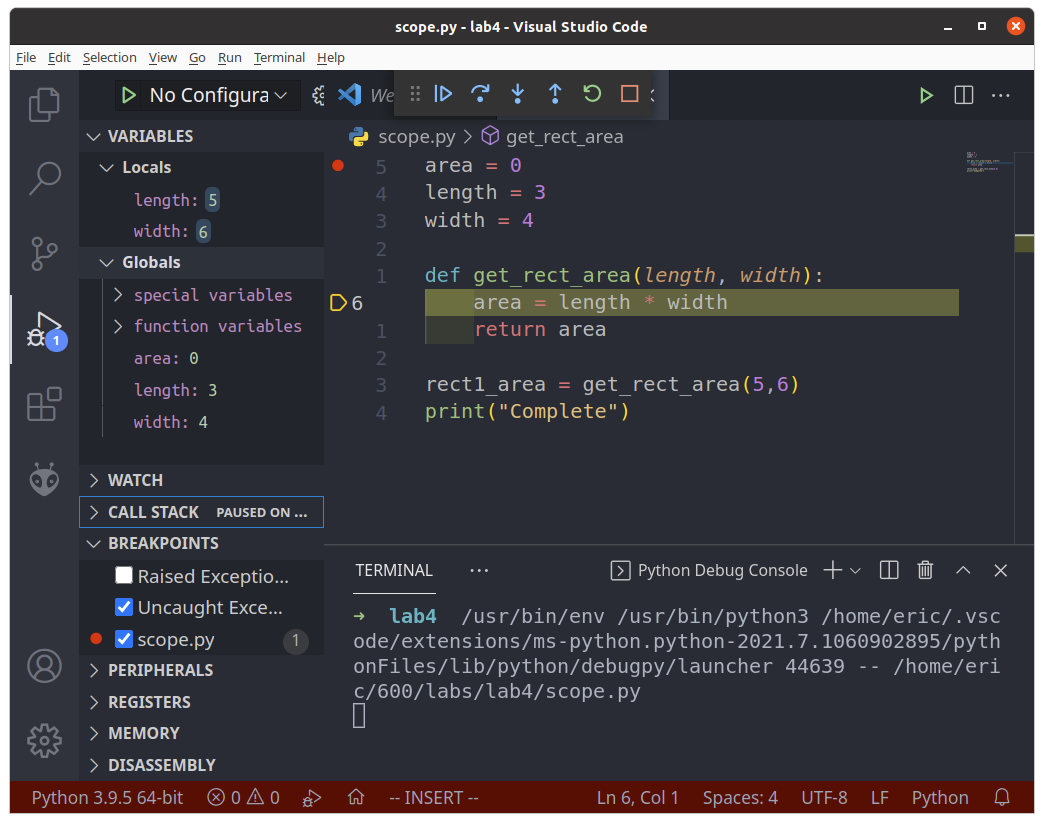 scope.py - lab4 - Visual Studio Code
File Edit Selection View Go Run Terminal Help
No Configura
We
VARIABLES
Locals
length: 5
width: 6
Globals
special variables
function variables
area: 0
length: 3
width: 4
WATCH
CALL STACK PAUSED ON ...
BREAKPOINTS
Raised Exceptio...
Uncaught Exce...
scope.py 1
PERIPHERALS
REGISTERS
MEMORY
DISASSEMBLY
1
scope.py > get_rect_area
5 area = 0
4 length = 3
3 width = 4
2
1 def get_rect_area(length, width):
6 area = length * width
1 return area
2
3 rect1_area = get_rect_area(5,6)
4 print("Complete")
TERMINAL ... Python Debug Console
→ lab4 /usr/bin/env /usr/bin/python3 /home/eric/.vsc
ode/extensions/ms-python.python-2021.7.1060902895/pyth
onFiles/lib/python/debugpy/launcher 44639 -- /home/eri
c/600/labs/lab4/scope.py
Python 3.9.5 64-bit 0 0 -- INSERT -- Ln 6, Col 1 Spaces: 4 UTF-8 LF Python